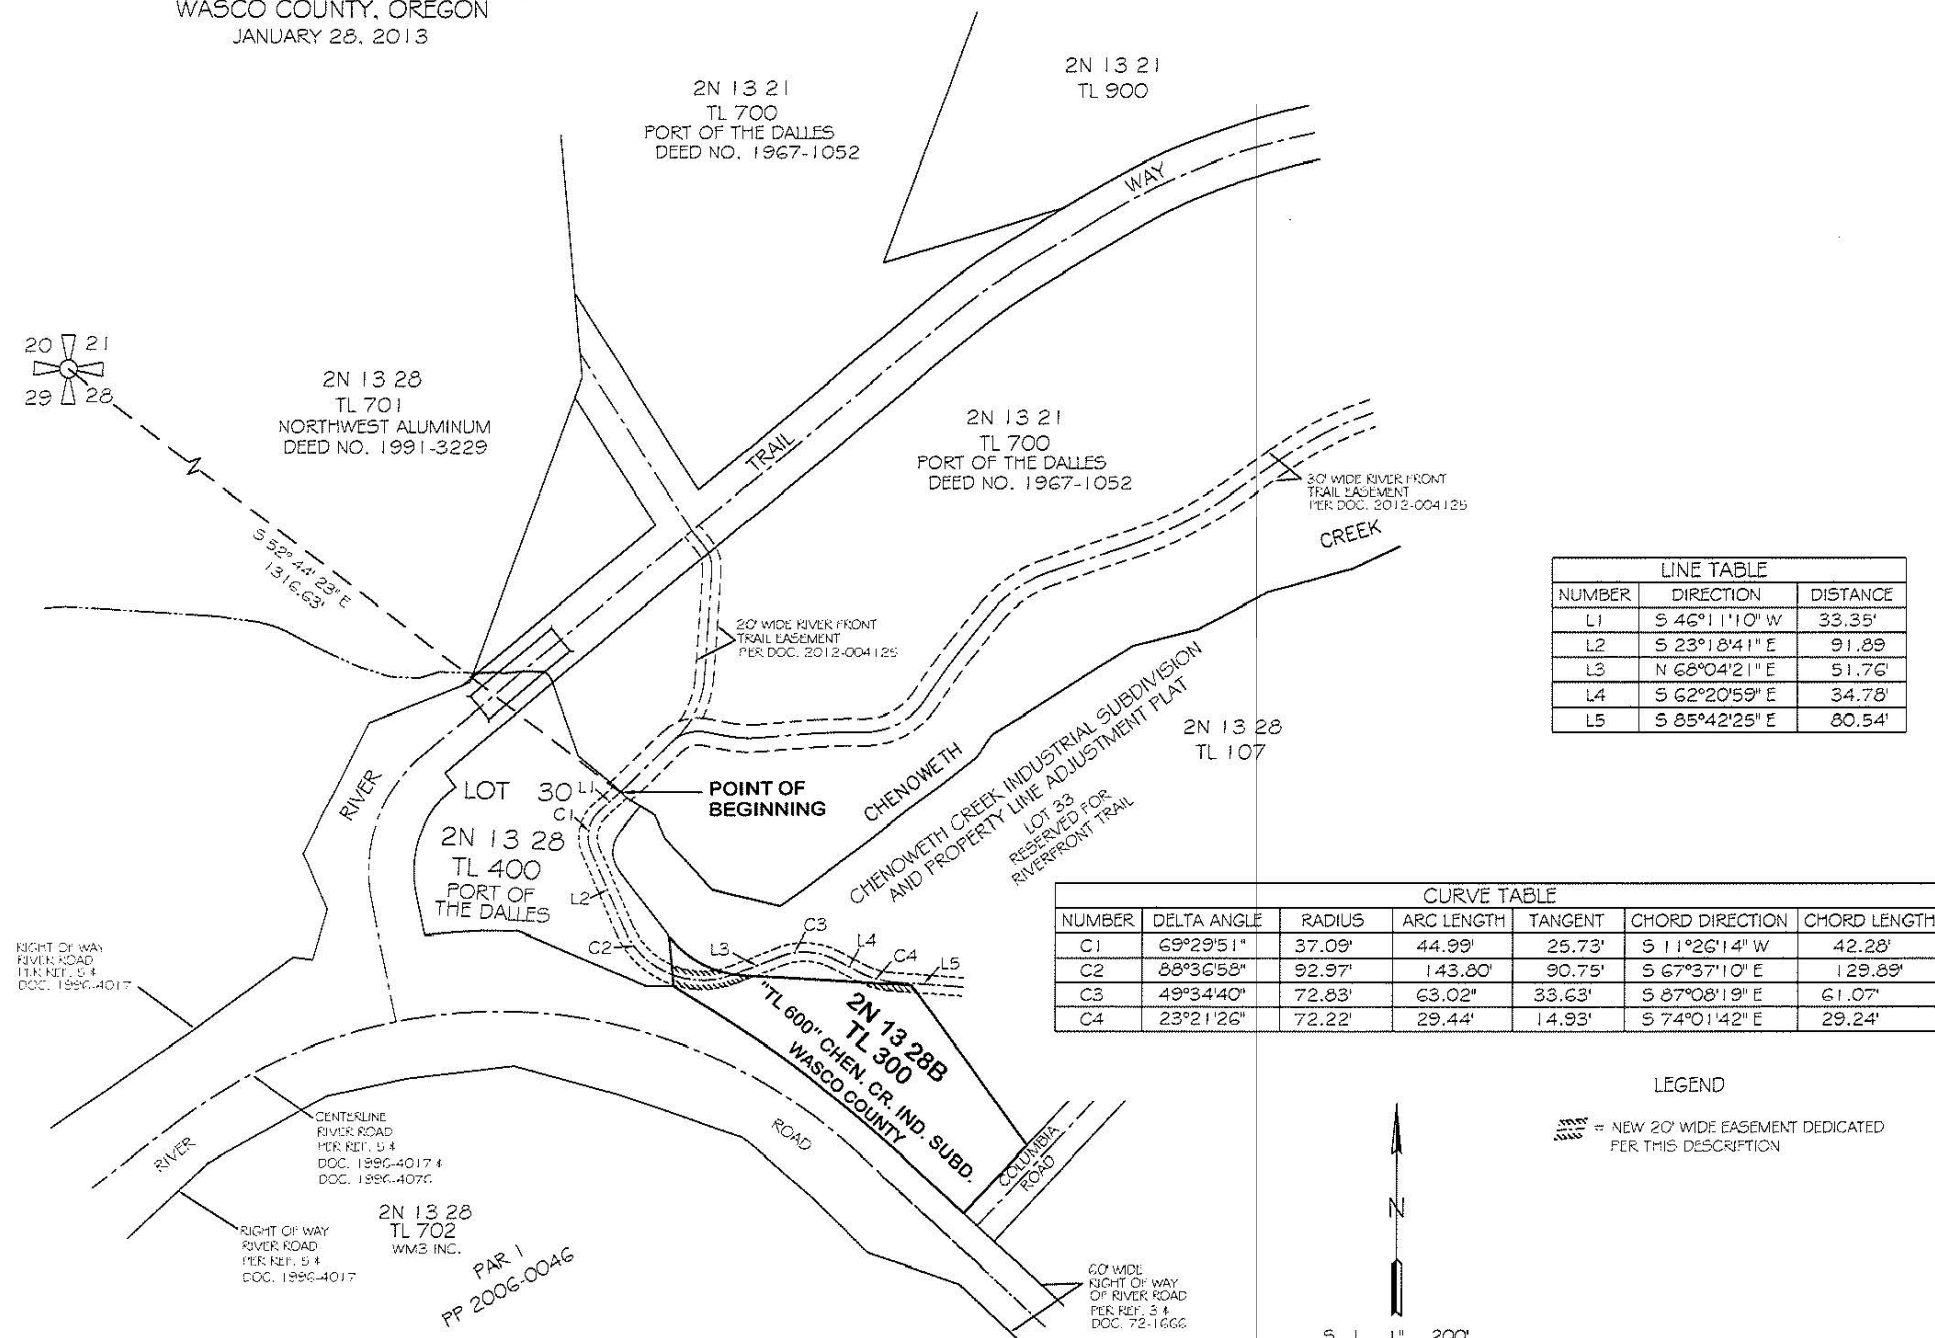 WASCO COUNTY, OREGON
JANUARY 28, 2013
2N 13 21
TL 700
PORT OF THE DALLES
DEED NO. 1967-1052
2N 13 21
TL 900
WAY
20 21
29 28
2N 13 28
TL 701
NORTHWEST ALUMINUM
DEED NO. 1991-3229
TRAIL
2N 13 21
TL 700
PORT OF THE DALLES
DEED NO. 1967-1052
30' WIDE RIVER FRONT
TRAIL EASEMENT
PER DOC. 2012-004125
CREEK
S 52° 44' 23" E
1316.63'
20' WIDE RIVER FRONT
TRAIL EASEMENT
PER DOC. 2012-004125
LINE TABLE
NUMBER DIRECTION DISTANCE
L1 S 46°11'10" W 33.35'
L2 S 23°18'41" E 91.89
L3 N 68°04'21" E 51.76'
L4 S 62°20'59" E 34.78'
L5 S 85°42'25" E 80.54'
2N 13 28
TL 107
CHENOWETH
CHENOWETH CREEK INDUSTRIAL SUBDIVISION
AND PROPERTY LINE ADJUSTMENT PLAT
LOT 33
RESERVED FOR
RIVERFRONT TRAIL
RIVER
LOT 30
L1
POINT OF
BEGINNING
C1
2N 13 28
TL 400
PORT OF
THE DALLES
L2
C2
L3
C3
L4
C4
L5
CURVE TABLE
NUMBER DELTA ANGLE RADIUS ARC LENGTH TANGENT CHORD DIRECTION CHORD LENGTH
C1 69°29'51" 37.09' 44.99' 25.73' S 11°26'14" W 42.28'
C2 88°36'58" 92.97' 143.80' 90.75' S 67°37'10" E 129.89'
C3 49°34'40" 72.83' 63.02" 33.63' S 87°08'19" E 61.07'
C4 23°21'26" 72.22' 29.44' 14.93' S 74°01'42" E 29.24'
RIGHT OF WAY
RIVER ROAD
PER REF. 5 &
DOC. 1996-4017
2N 13 28B
TL 300
"TL 600" CHEN. CR. IND. SUBD.
WASCO COUNTY
LEGEND
= NEW 20' WIDE EASEMENT DEDICATED
PER THIS DESCRIPTION
CENTERLINE
RIVER ROAD
PER REF. 5 &
DOC. 1996-4017 &
DOC. 1996-4076
RIVER
ROAD
COLUMBIA
ROAD
2N 13 28
TL 702
WM3 INC.
RIGHT OF WAY
RIVER ROAD
PER REF. 5 &
DOC. 1996-4017
PAR 1
PP 2006-0046
N
60' WIDE
RIGHT OF WAY
OF RIVER ROAD
PER REF. 3 &
DOC. 72-1666
1" 200'